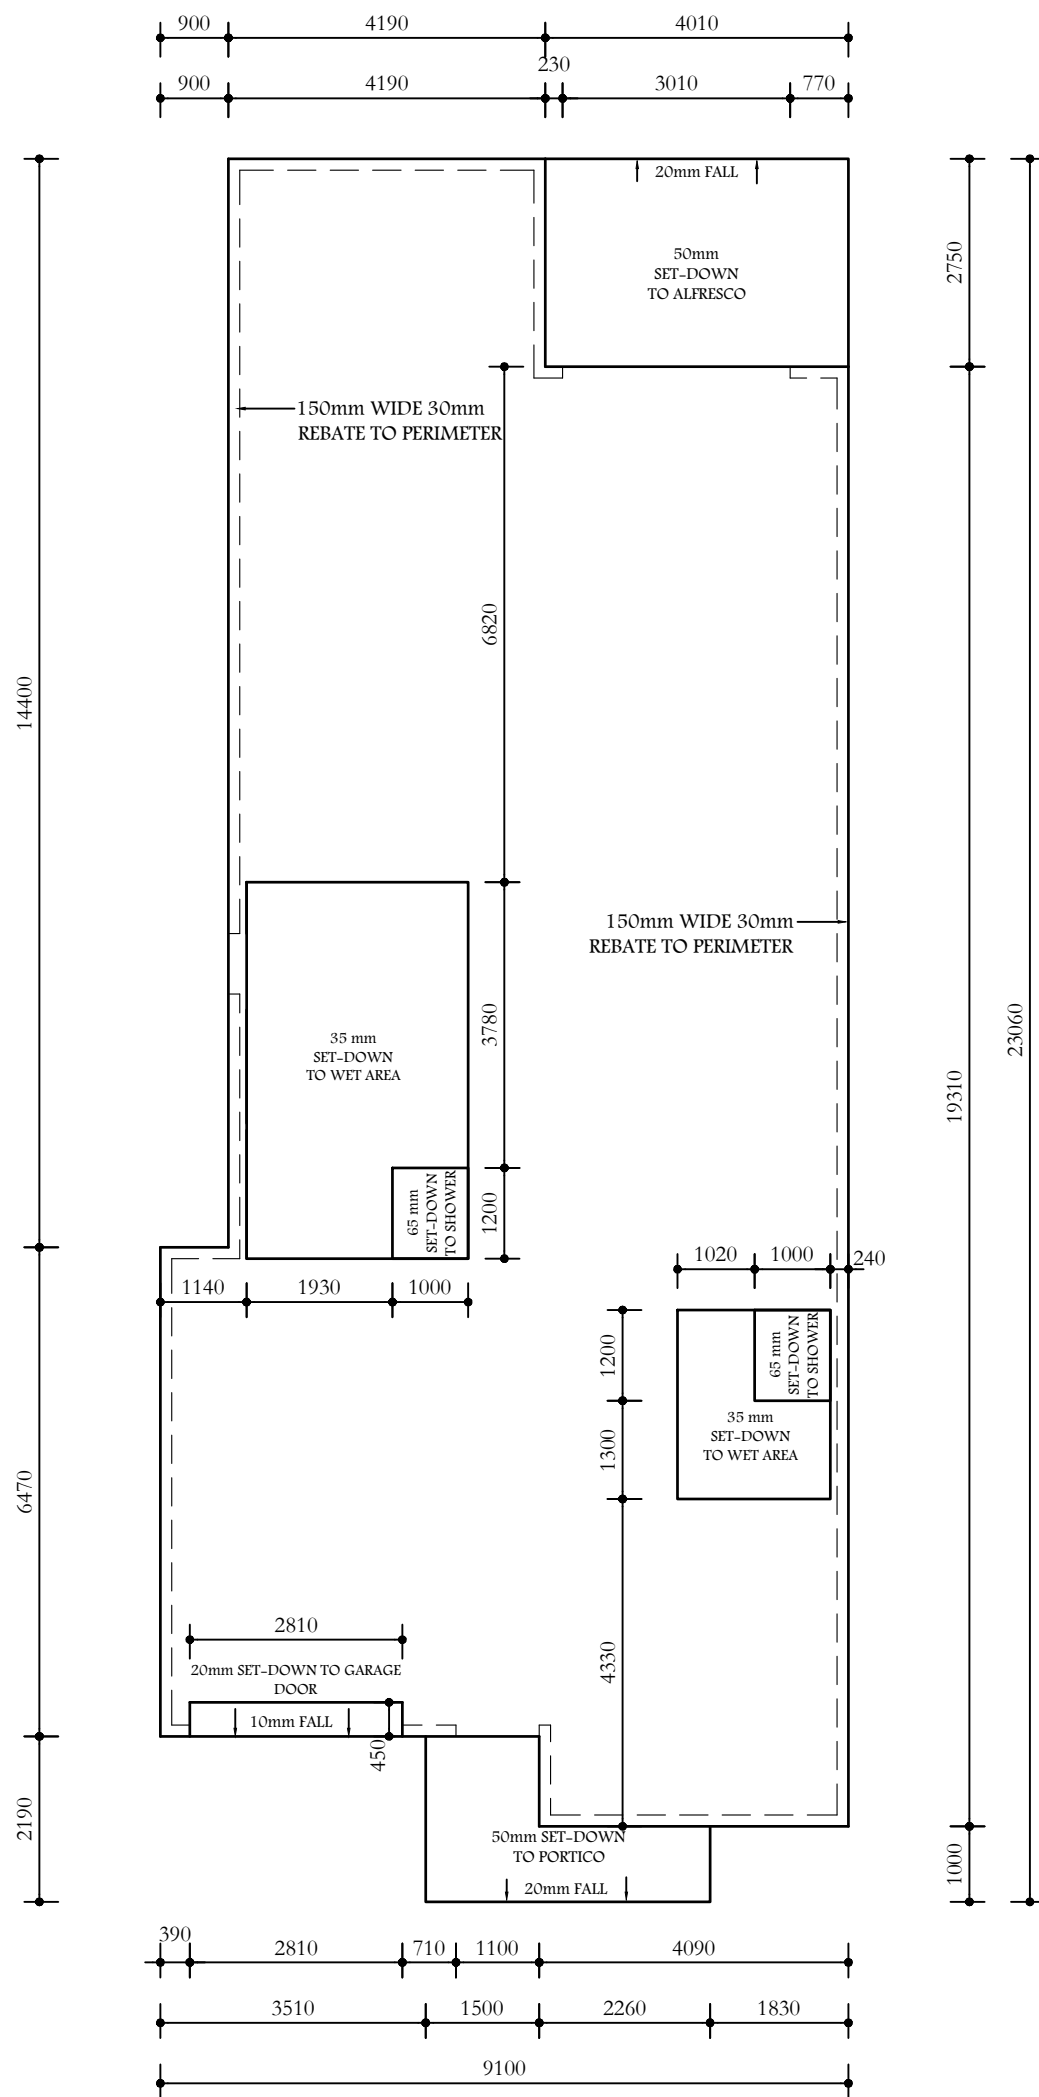 900
4190
4010
230
900
4190
3010
770
20mm FALL
50mm
SET-DOWN
TO ALFRESCO
2750
150mm WIDE 30mm
REBATE TO PERIMETER
6820
14400
150mm WIDE 30mm
REBATE TO PERIMETER
3780
35 mm
SET-DOWN
TO WET AREA
23060
19310
65 mm
SET-DOWN
TO SHOWER
1200
1020
1000
240
1140
1930
1000
65 mm
SET-DOWN
TO SHOWER
1200
35 mm
SET-DOWN
TO WET AREA
1300
6470
4330
2810
20mm SET-DOWN TO GARAGE
DOOR
10mm FALL
450
2190
50mm SET-DOWN
TO PORTICO
20mm FALL
1000
390
2810
710
1100
4090
3510
1500
2260
1830
9100